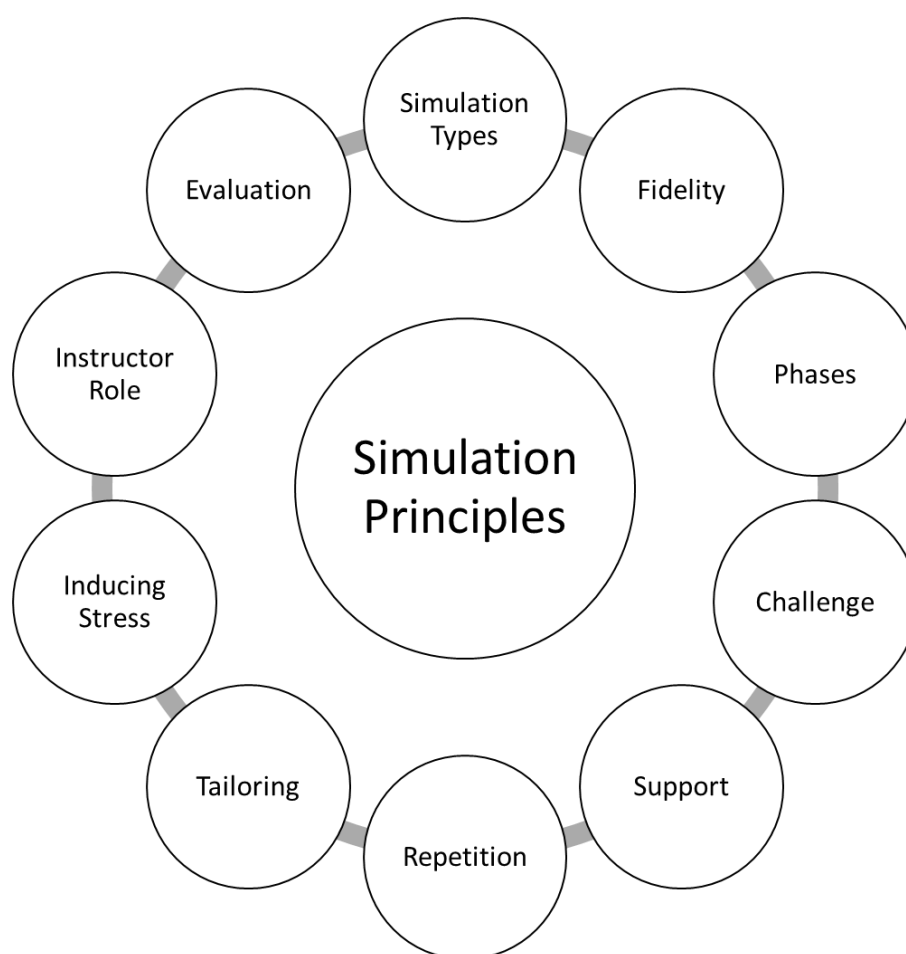 Simulation
Types
Fidelity
Phases
Challenge
Support
Repetition
Tailoring
Inducing
Stress
Instructor
Role
Evaluation
Simulation
Principles